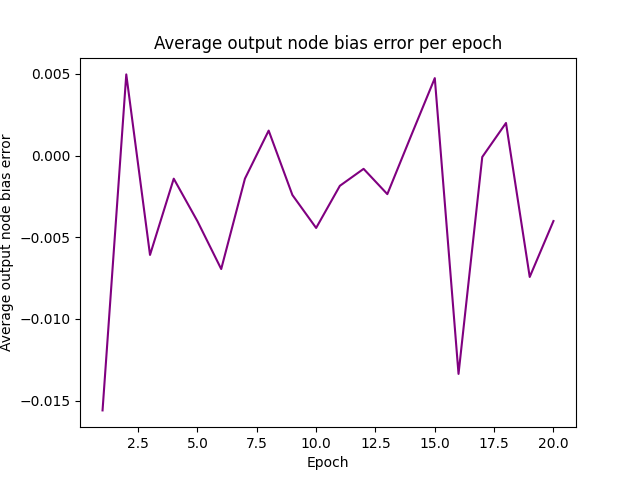 Average output node bias error per epoch
Average output node bias error
0.005
0.000
−0.005
−0.010
−0.015
2.5 5.0 7.5 10.0 12.5 15.0 17.5 20.0
Epoch